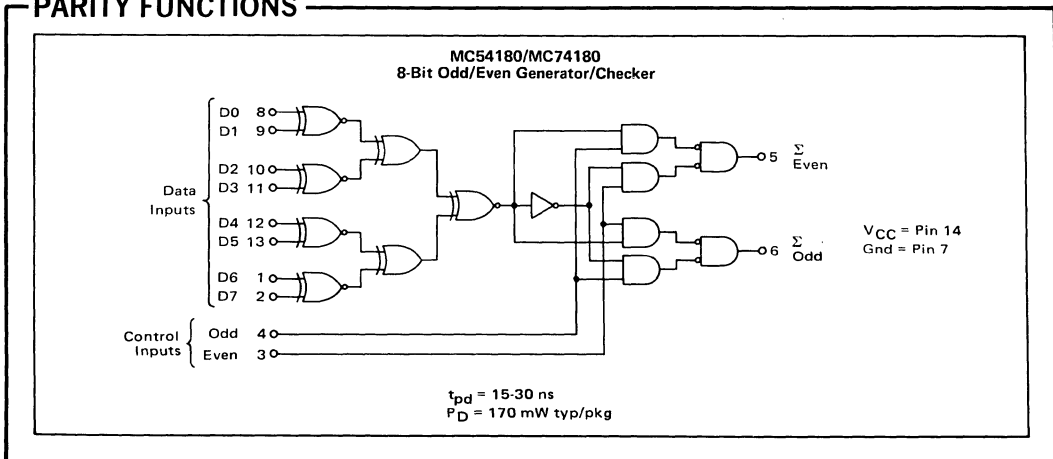 PARITY FUNCTIONS
MC54180/MC74180
8-Bit Odd/Even Generator/Checker
Data
Inputs
D0 8
D1 9
D2 10
D3 11
D4 12
D5 13
D6 1
D7 2
Control
Inputs
Odd 4
Even 3
5 Σ
Even
6 Σ
Odd
VCC = Pin 14
Gnd = Pin 7
tpd = 15-30 ns
PD = 170 mW typ/pkg